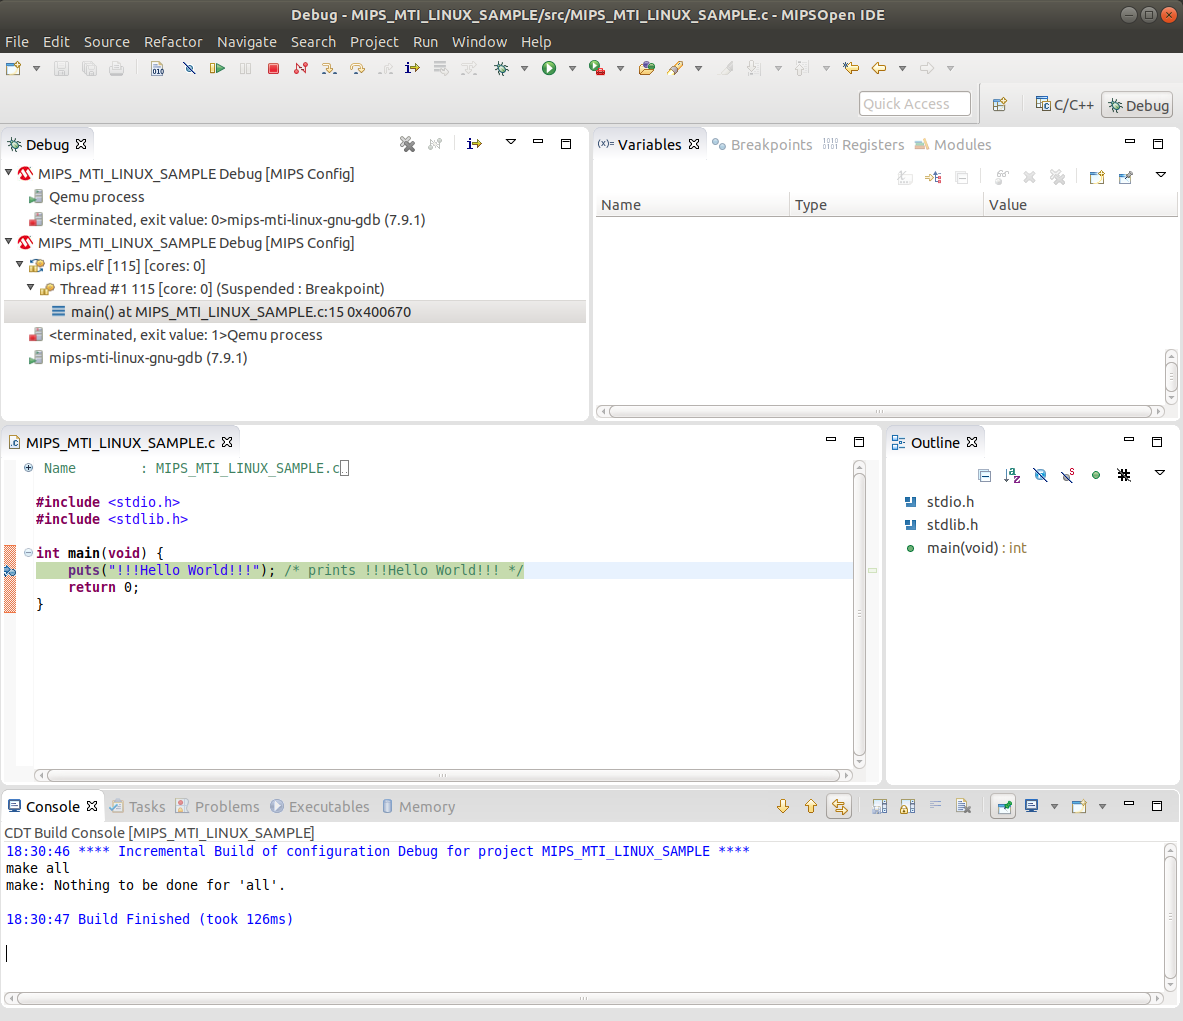 Debug - MIPS_MTI_LINUX_SAMPLE/src/MIPS_MTI_LINUX_SAMPLE.c - MIPSOpen IDE
File Edit Source Refactor Navigate Search Project Run Window Help
Quick Access C/C++ Debug
Debug
MIPS_MTI_LINUX_SAMPLE Debug [MIPS Config]
Qemu process
<terminated, exit value: 0>mips-mti-linux-gnu-gdb (7.9.1)
MIPS_MTI_LINUX_SAMPLE Debug [MIPS Config]
mips.elf [115] [cores: 0]
Thread #1 115 [core: 0] (Suspended : Breakpoint)
main() at MIPS_MTI_LINUX_SAMPLE.c:15 0x400670
<terminated, exit value: 1>Qemu process
mips-mti-linux-gnu-gdb (7.9.1)
(x)= Variables Breakpoints Registers Modules
Name Type Value
MIPS_MTI_LINUX_SAMPLE.c
Name        : MIPS_MTI_LINUX_SAMPLE.c
#include <stdio.h>
#include <stdlib.h>
int main(void) {
puts("!!!Hello World!!!"); /* prints !!!Hello World!!! */
return 0;
}
Outline
stdio.h
stdlib.h
main(void) : int
Console Tasks Problems Executables Memory
CDT Build Console [MIPS_MTI_LINUX_SAMPLE]
18:30:46 **** Incremental Build of configuration Debug for project MIPS_MTI_LINUX_SAMPLE ****
make all
make: Nothing to be done for 'all'.
18:30:47 Build Finished (took 126ms)